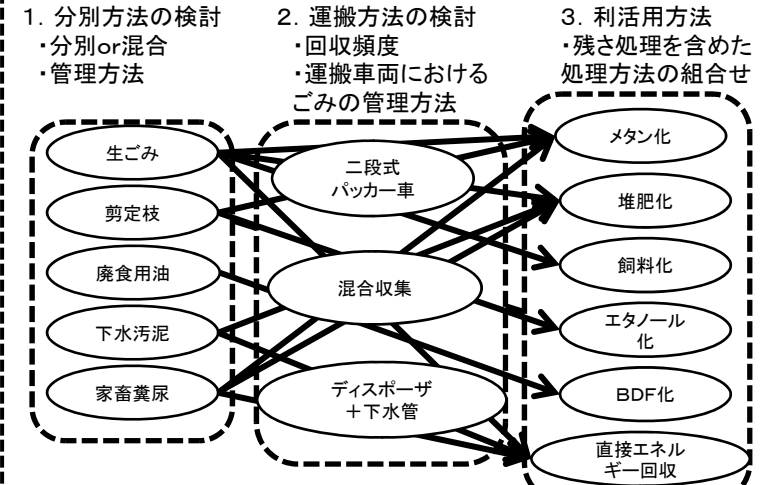 1．分別方法の検討
・分別or混合
・管理方法
2．運搬方法の検討
・回収頻度
・運搬車両における
ごみの管理方法
3．利活用方法
・残さ処理を含めた
処理方法の組合せ
生ごみ
剪定枝
廃食用油
下水汚泥
家畜糞尿
二段式
パッカー車
混合収集
ディスポーザ
＋下水管
メタン化
堆肥化
飼料化
エタノール
化
BDF化
直接エネル
ギー回収